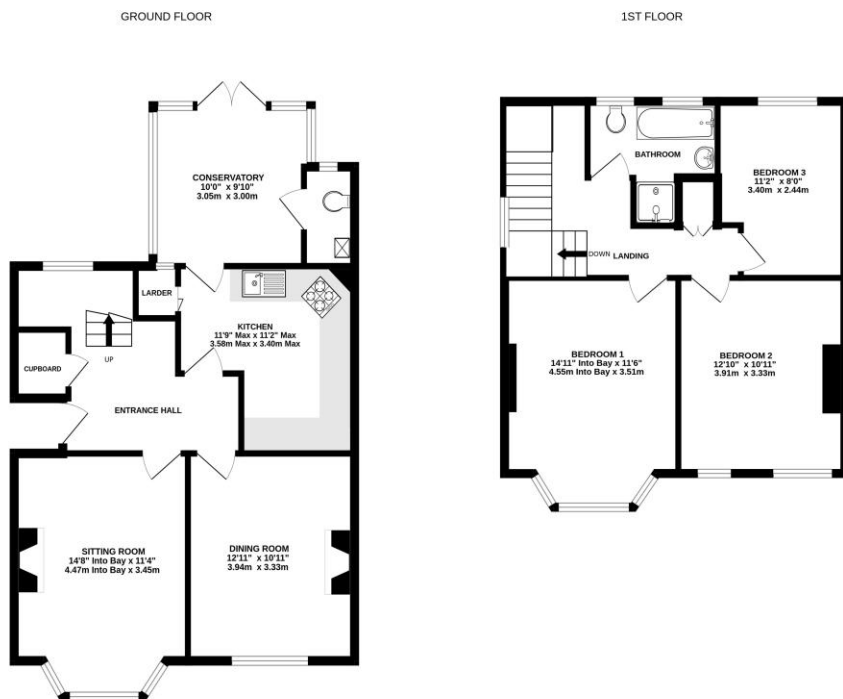 GROUND FLOOR
1ST FLOOR
CONSERVATORY
10'0" x 9'10"
3.05m x 3.00m
LARDER
KITCHEN
11'9" Max x 11'2" Max
3.58m Max x 3.40m Max
UP
CUPBOARD
ENTRANCE HALL
SITTING ROOM
14'8" Into Bay x 11'4"
4.47m Into Bay x 3.45m
DINING ROOM
12'11" x 10'11"
3.94m x 3.33m
BATHROOM
BEDROOM 3
11'2" x 8'0"
3.40m x 2.44m
DOWN
LANDING
BEDROOM 1
14'11" Into Bay x 11'6"
4.55m Into Bay x 3.51m
BEDROOM 2
12'10" x 10'11"
3.91m x 3.33m